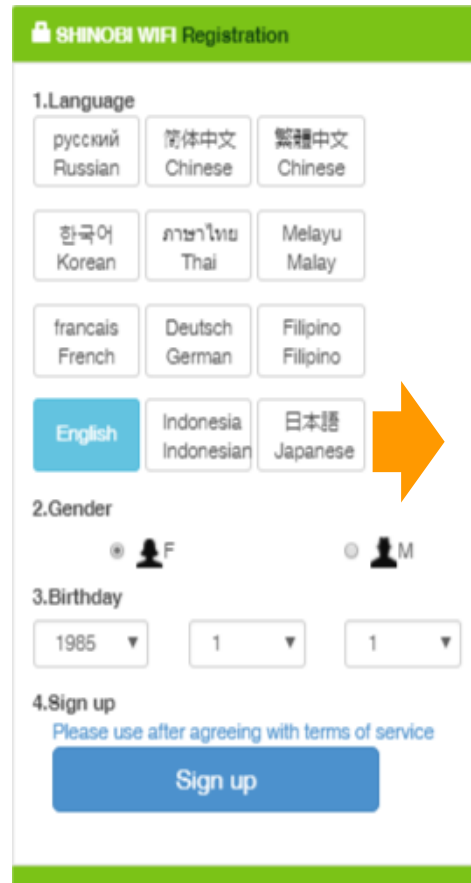 SHINOBI WIFI Registration
1.Language
русский 简体中文 繁體中文
Russian Chinese Chinese
한국어 ภาษาไทย Melayu
Korean Thai Malay
francais Deutsch Filipino
French German Filipino
English Indonesia 日本語
Indonesian Japanese
2.Gender
F M
3.Birthday
1985 1 1
4.Sign up
Please use after agreeing with terms of service
Sign up